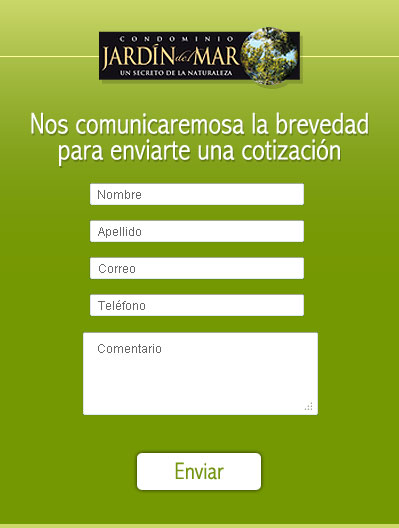 CONDOMINIO
JARDÍN del MAR
UN SECRETO DE LA NATURALEZA
Nos comunicaremosa la brevedad
para enviarte una cotización
Nombre
Apellido
Correo
Teléfono
Comentario
Enviar